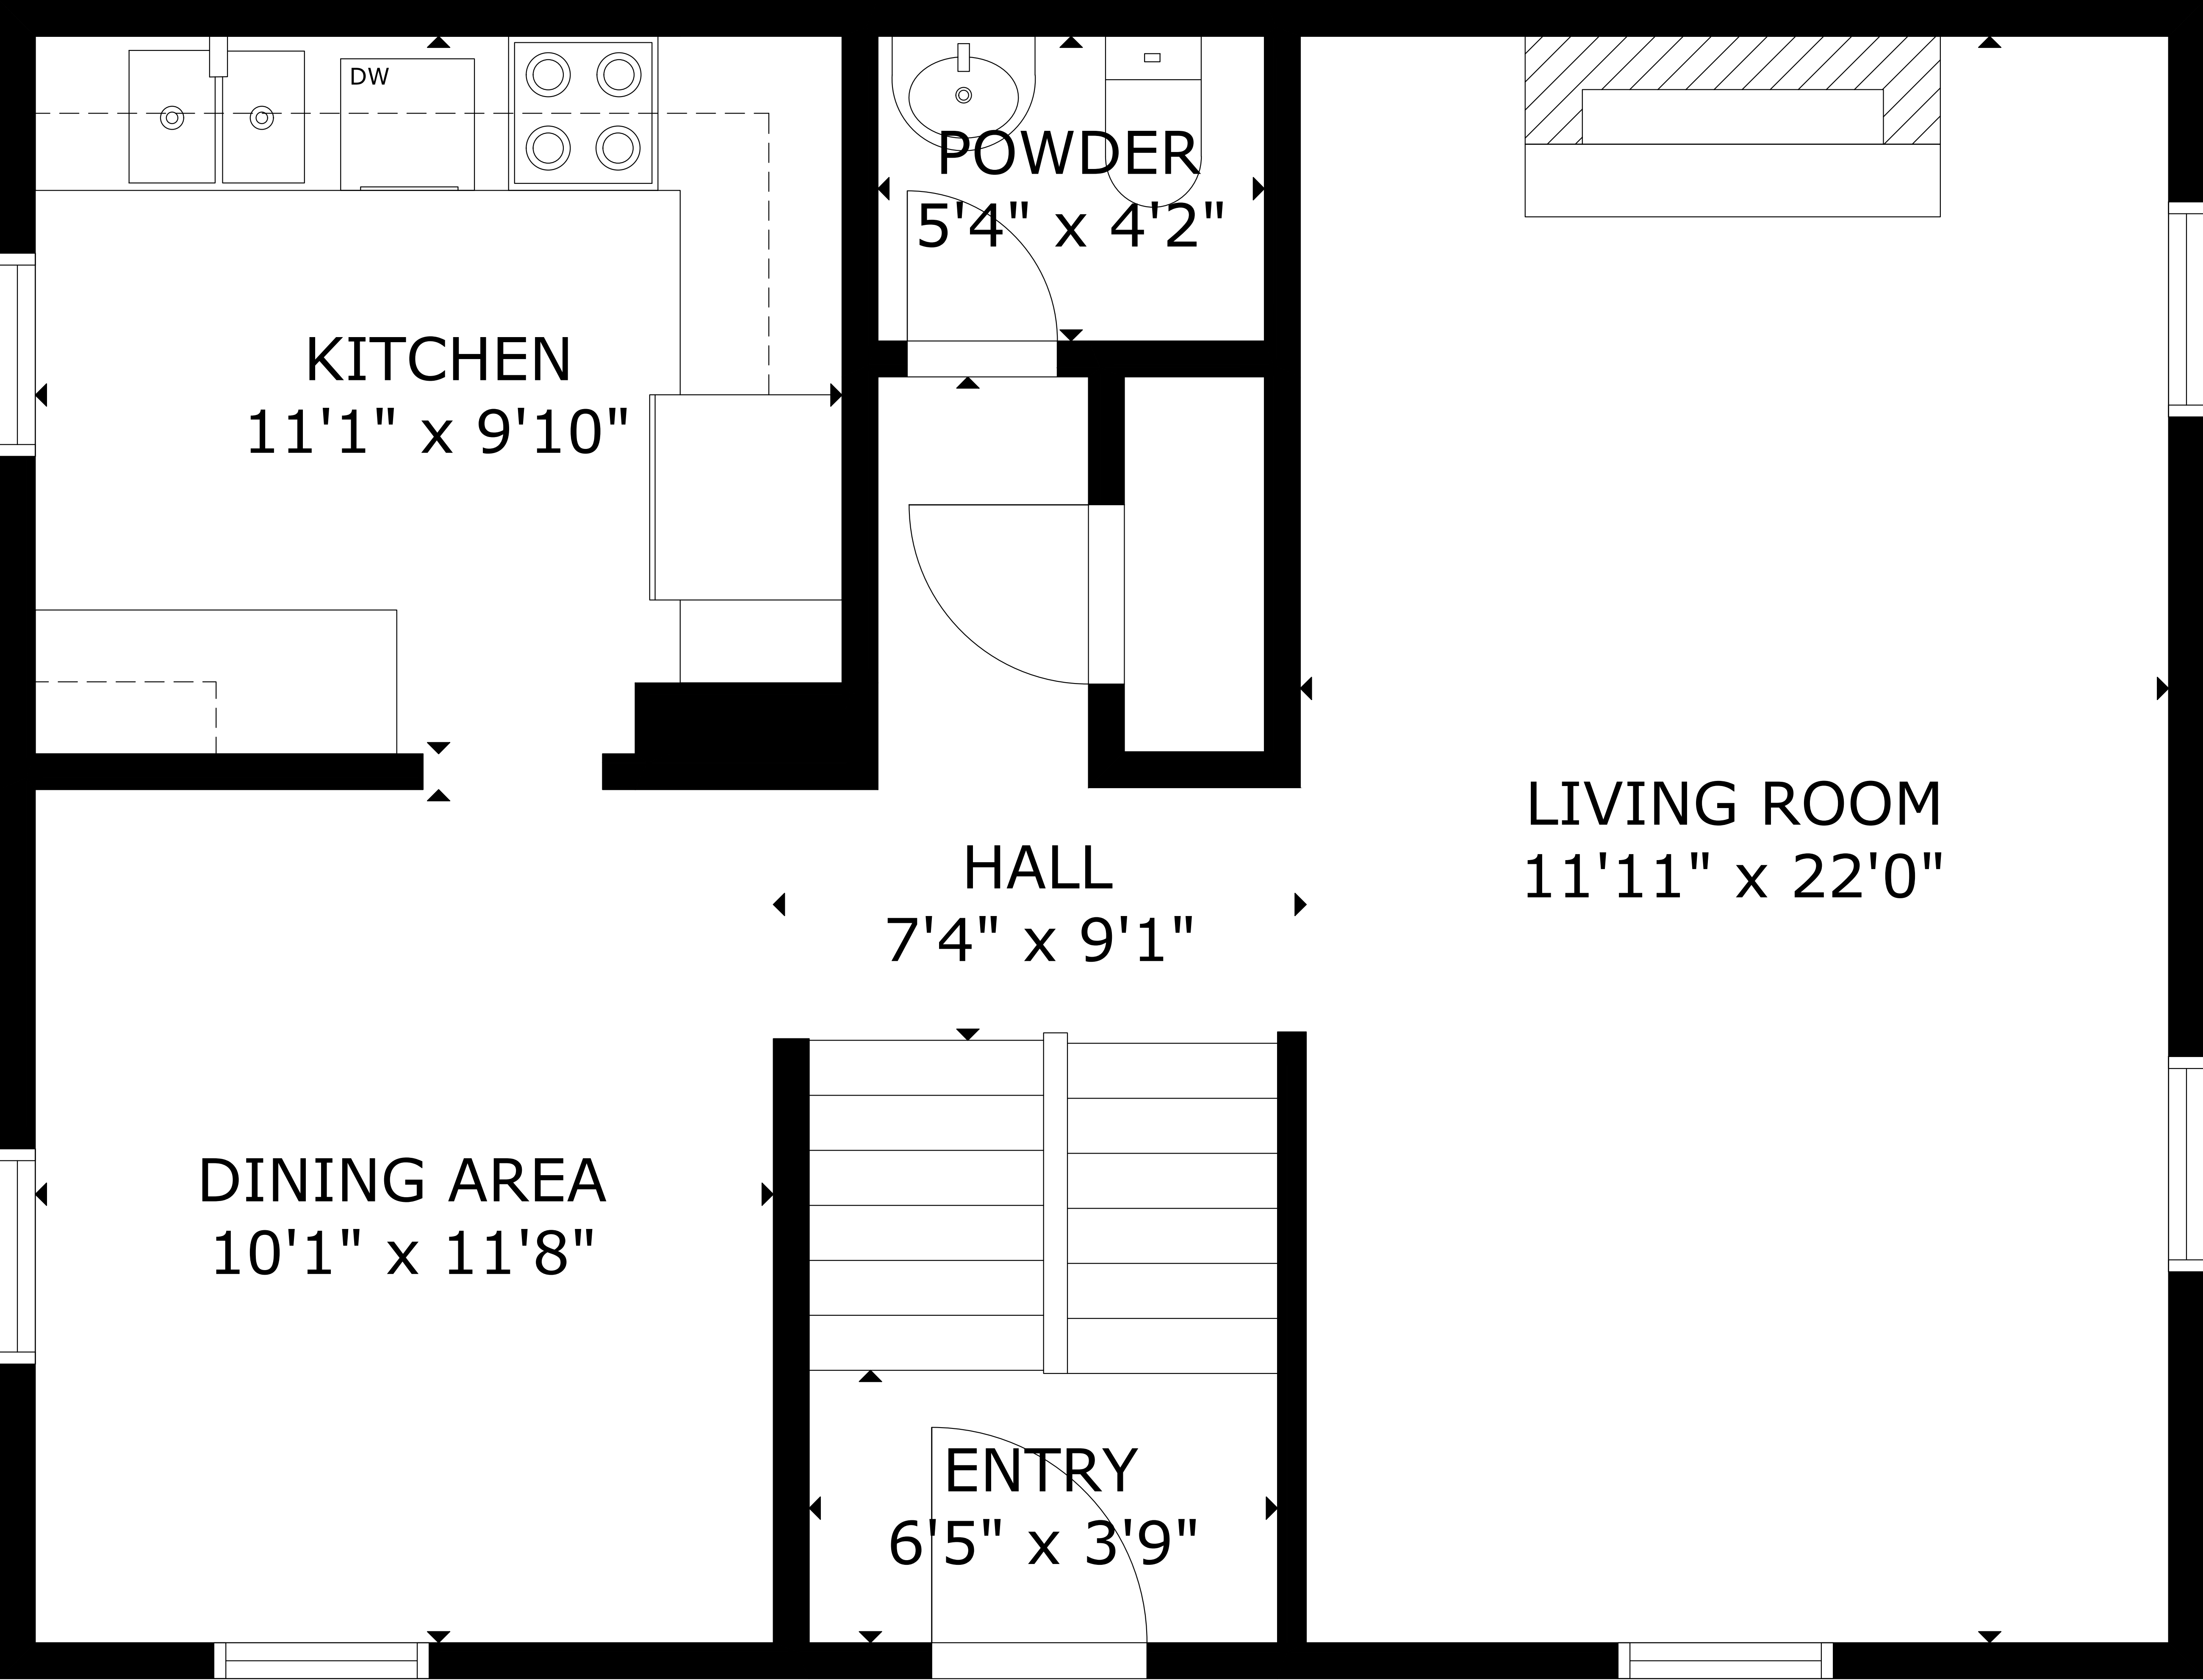 DW
POWDER
5'4" x 4'2"
KITCHEN
11'1" x 9'10"
LIVING ROOM
11'11" x 22'0"
HALL
7'4" x 9'1"
DINING AREA
10'1" x 11'8"
ENTRY
6'5" x 3'9"